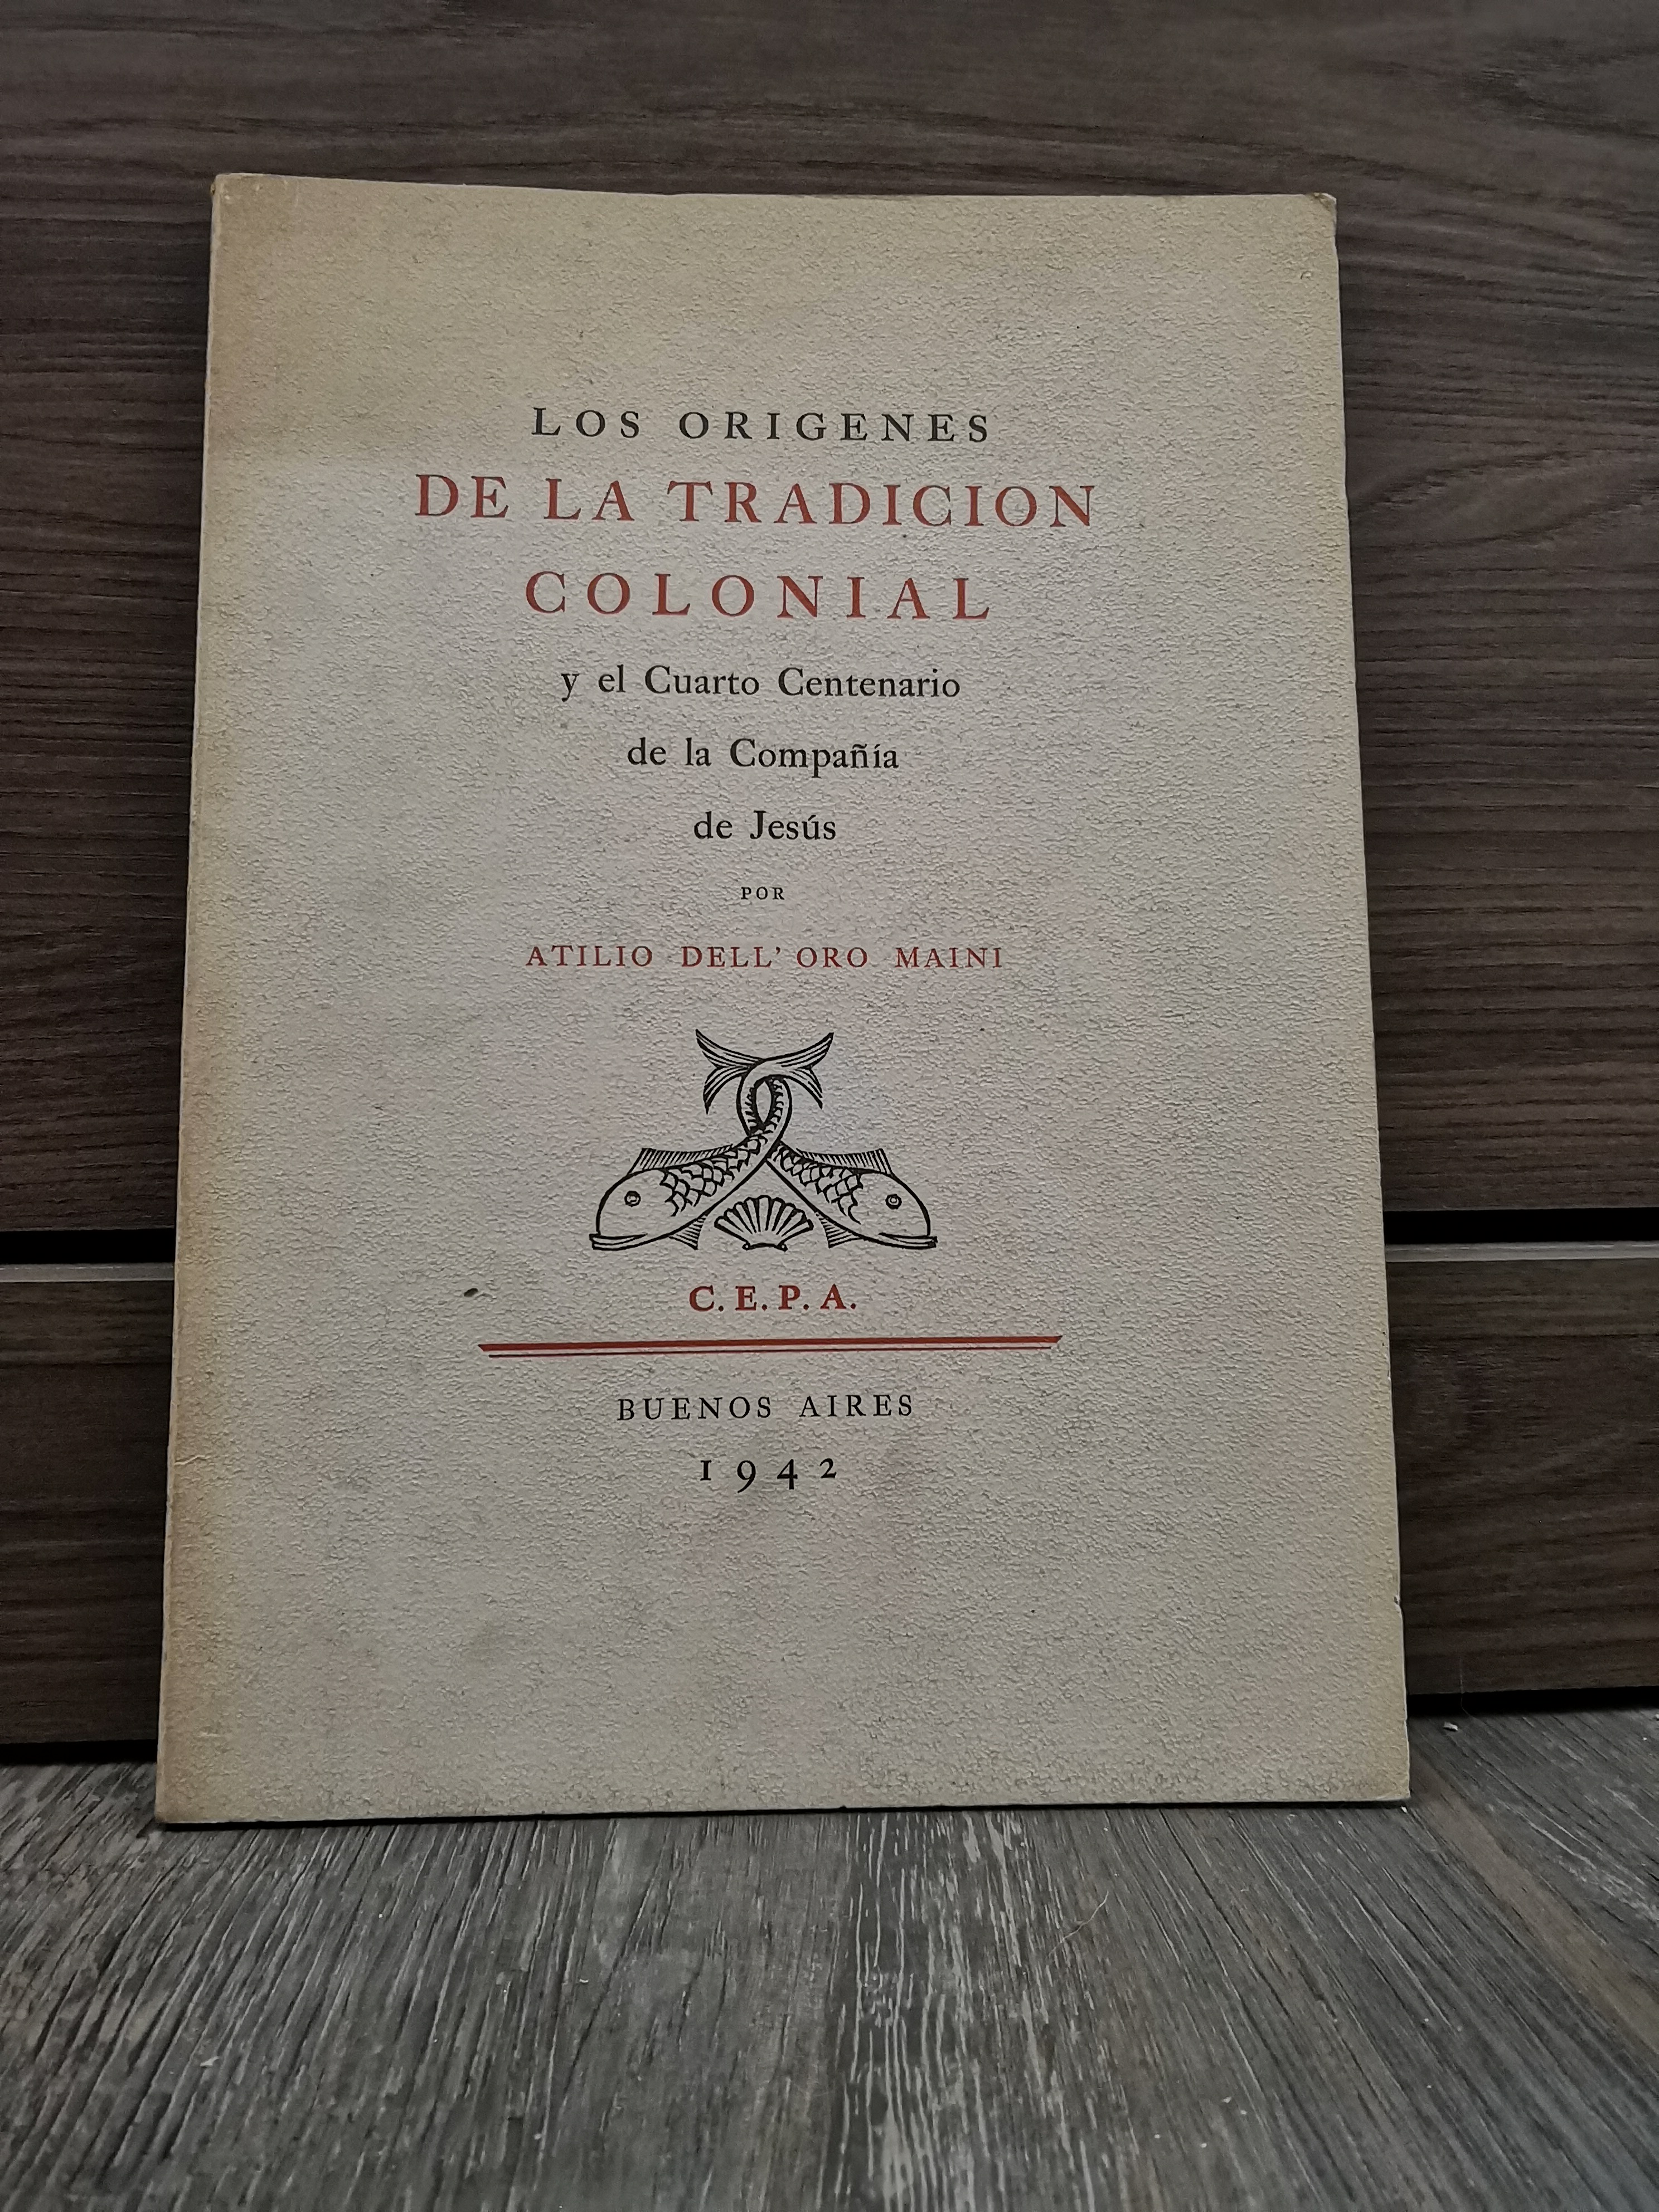 LOS ORIGENES
DE LA TRADICION
COLONIAL
y el Cuarto Centenario
de la Compañía
de Jesús
POR
ATILIO DELL' ORO MAINI
C. E. P. A.
BUENOS AIRES
1942